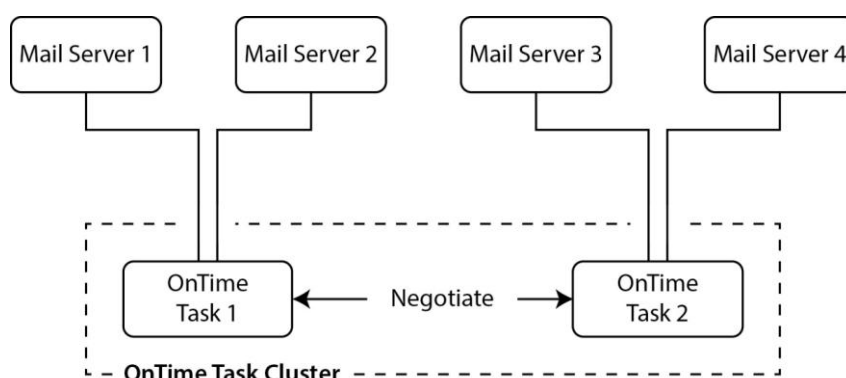 Mail Server 1
Mail Server 2
Mail Server 3
Mail Server 4
OnTime
Task 1
Negotiate
OnTime
Task 2
OnTime Task Cluster